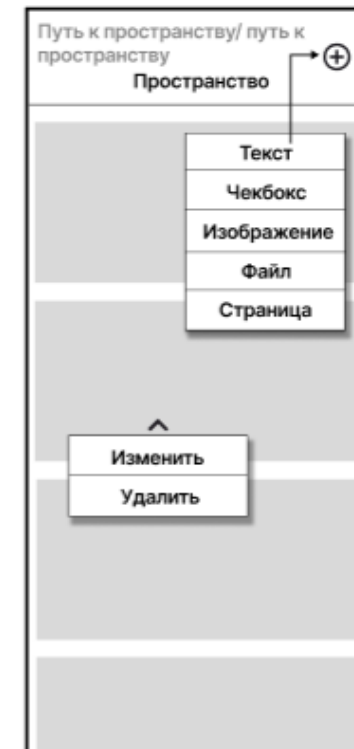 Путь к пространству/ путь к
пространству
Пространство
Текст
Чекбокс
Изображение
Файл
Страница
Изменить
Удалить